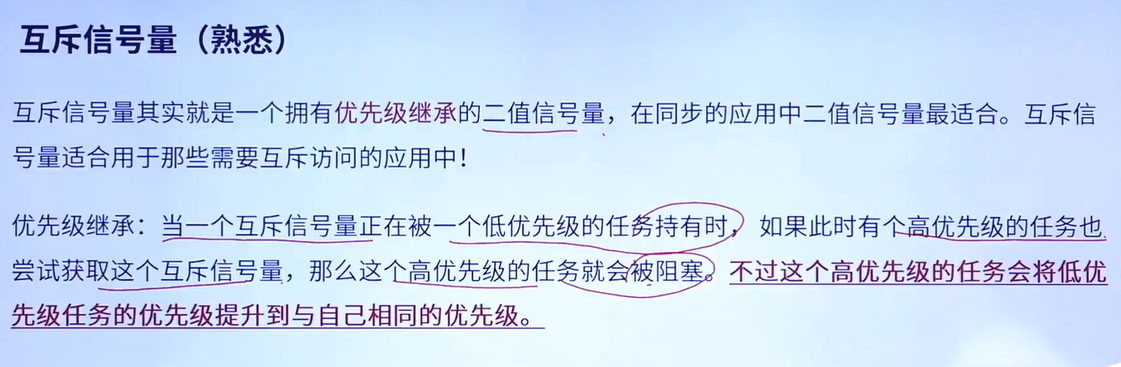 互斥信号量（熟悉）
互斥信号量其实就是一个拥有优先级继承的二值信号量，在同步的应用中二值信号量最适合。互斥信
号量适合用于那些需要互斥访问的应用中！
优先级继承：当一个互斥信号量正在被一个低优先级的任务持有时， 如果此时有个高优先级的任务也
尝试获取这个互斥信号量，那么这个高优先级的任务就会被阻塞。不过这个高优先级的任务会将低优
先级任务的优先级提升到与自己相同的优先级。